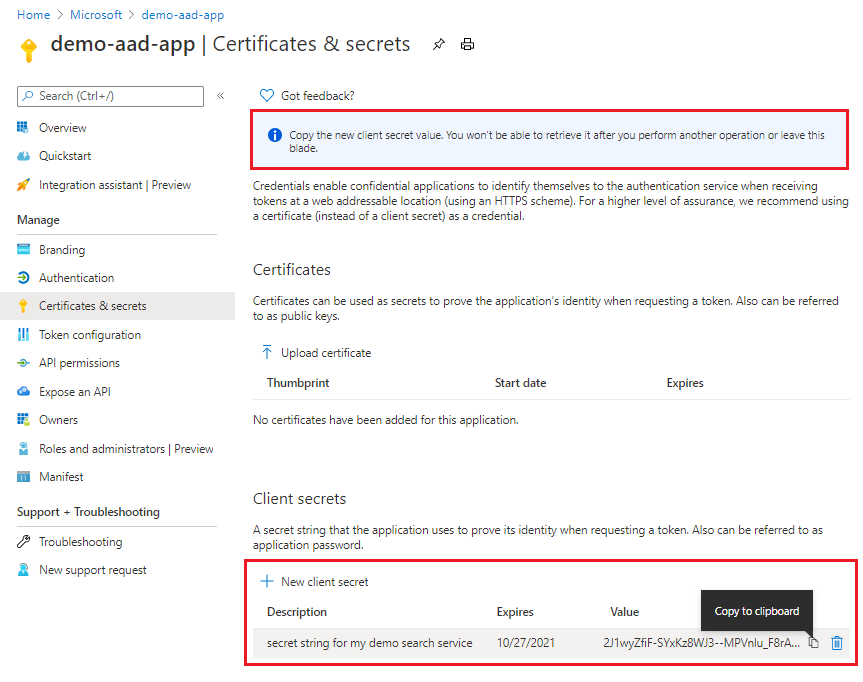 Home > Microsoft > demo-aad-app
demo-aad-app | Certificates & secrets
Search (Ctrl+/)
«
Overview
Quickstart
Integration assistant | Preview
Manage
Branding
Authentication
Certificates & secrets
Token configuration
API permissions
Expose an API
Owners
Roles and administrators | Preview
Manifest
Support + Troubleshooting
Troubleshooting
New support request
Got feedback?
Copy the new client secret value. You won't be able to retrieve it after you perform another operation or leave this
blade.
Credentials enable confidential applications to identify themselves to the authentication service when receiving
tokens at a web addressable location (using an HTTPS scheme). For a higher level of assurance, we recommend using
a certificate (instead of a client secret) as a credential.
Certificates
Certificates can be used as secrets to prove the application's identity when requesting a token. Also can be referred
to as public keys.
Upload certificate
Thumbprint Start date Expires
No certificates have been added for this application.
Client secrets
A secret string that the application uses to prove its identity when requesting a token. Also can be referred to as
application password.
New client secret
Copy to clipboard
Description Expires Value
secret string for my demo search service 10/27/2021 2J1wyZfiF-SYxKz8WJ3--MPVnlu_F8rA...